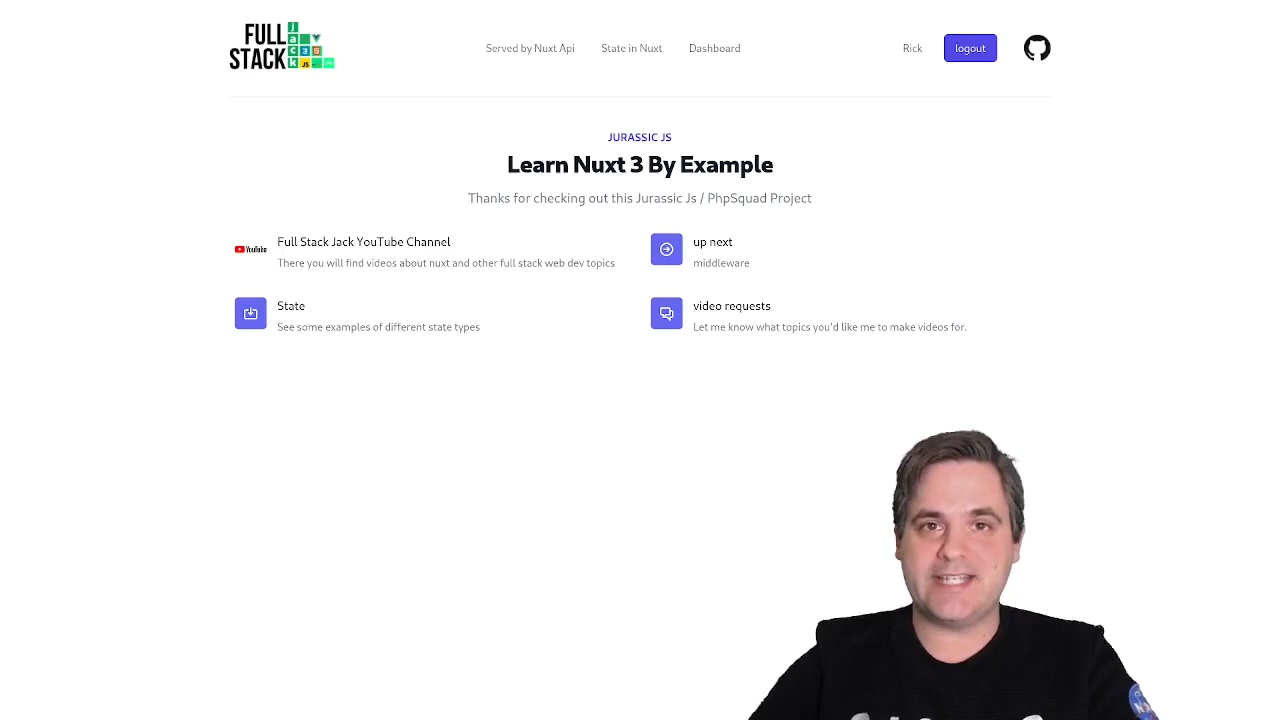 FULL
STACK
j
a
c 3 5
k JS
Served by Nuxt Api
State in Nuxt
Dashboard
Rick
logout
JURASSIC JS
Learn Nuxt 3 By Example
Thanks for checking out this Jurassic Js / PhpSquad Project
YouTube
Full Stack Jack YouTube Channel
There you will find videos about nuxt and other full stack web dev topics
up next
middleware
State
See some examples of different state types
video requests
Let me know what topics you'd like me to make videos for.